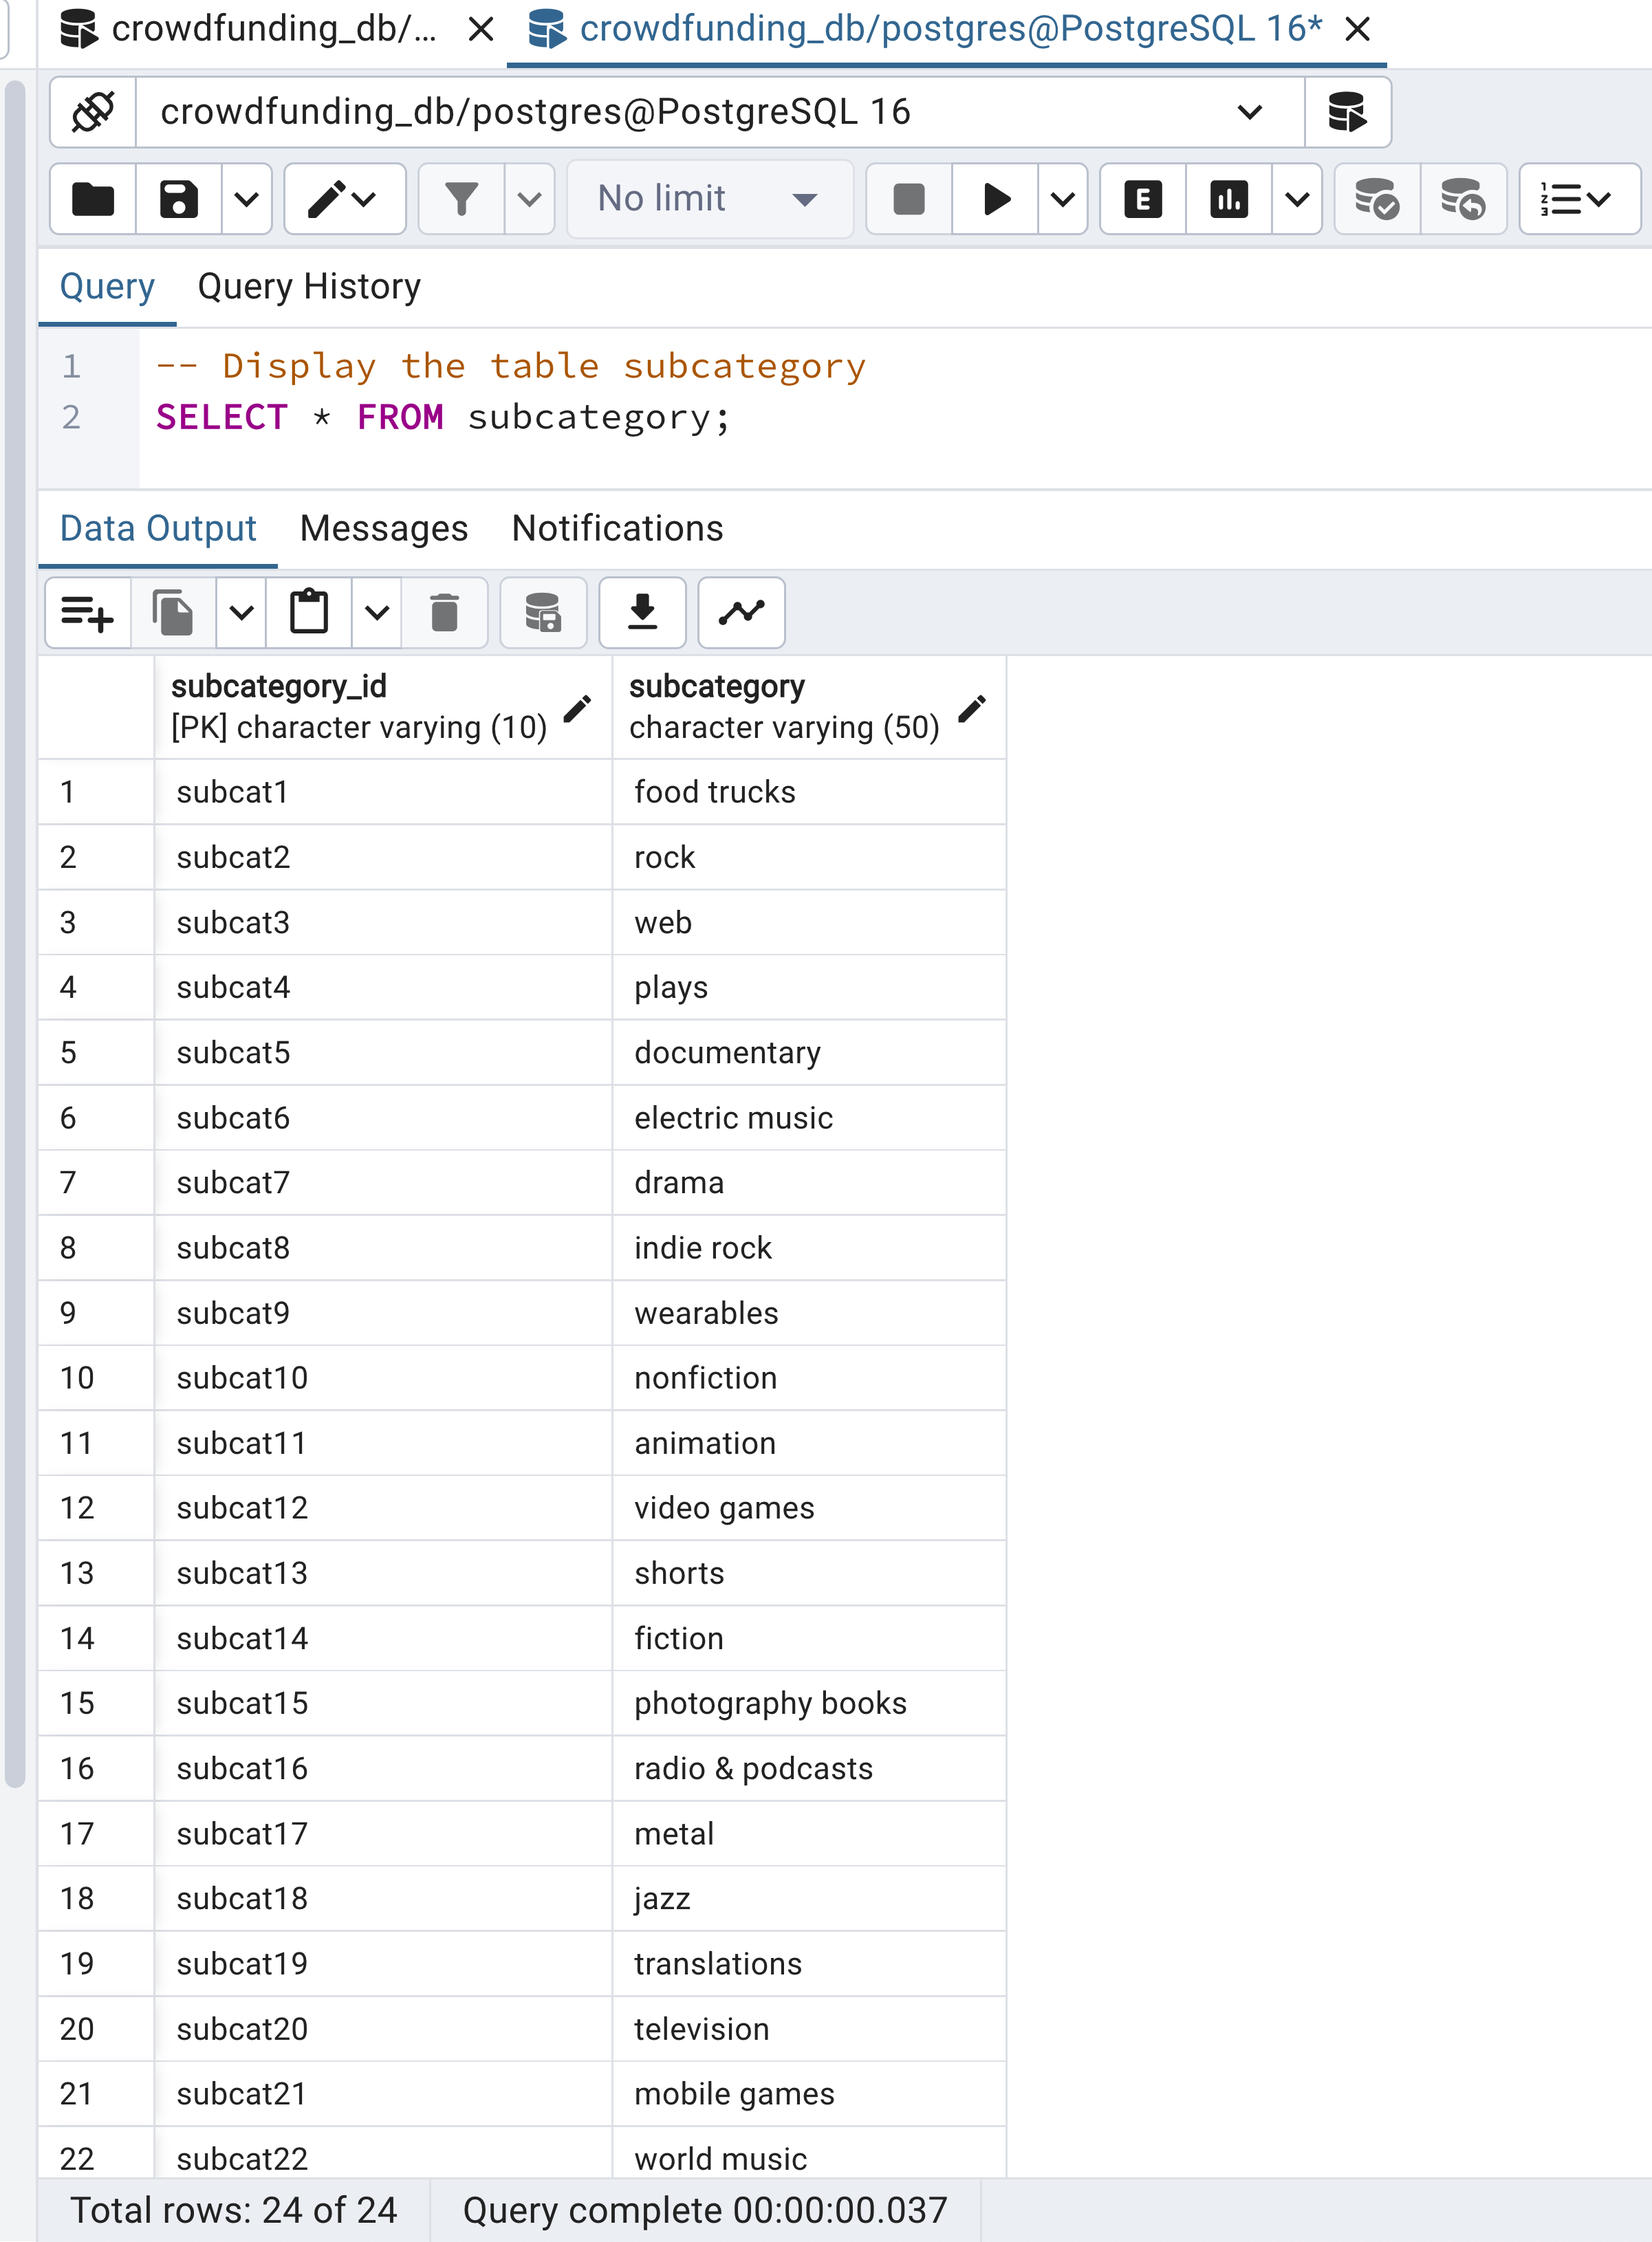 crowdfunding_db/... crowdfunding_db/postgres@PostgreSQL 16*
crowdfunding_db/postgres@PostgreSQL 16
No limit
Query Query History
1 -- Display the table subcategory
2 SELECT * FROM subcategory;
Data Output Messages Notifications
subcategory_id subcategory
[PK] character varying (10) character varying (50)
1 subcat1 food trucks
2 subcat2 rock
3 subcat3 web
4 subcat4 plays
5 subcat5 documentary
6 subcat6 electric music
7 subcat7 drama
8 subcat8 indie rock
9 subcat9 wearables
10 subcat10 nonfiction
11 subcat11 animation
12 subcat12 video games
13 subcat13 shorts
14 subcat14 fiction
15 subcat15 photography books
16 subcat16 radio & podcasts
17 subcat17 metal
18 subcat18 jazz
19 subcat19 translations
20 subcat20 television
21 subcat21 mobile games
22 subcat22 world music
Total rows: 24 of 24 Query complete 00:00:00.037